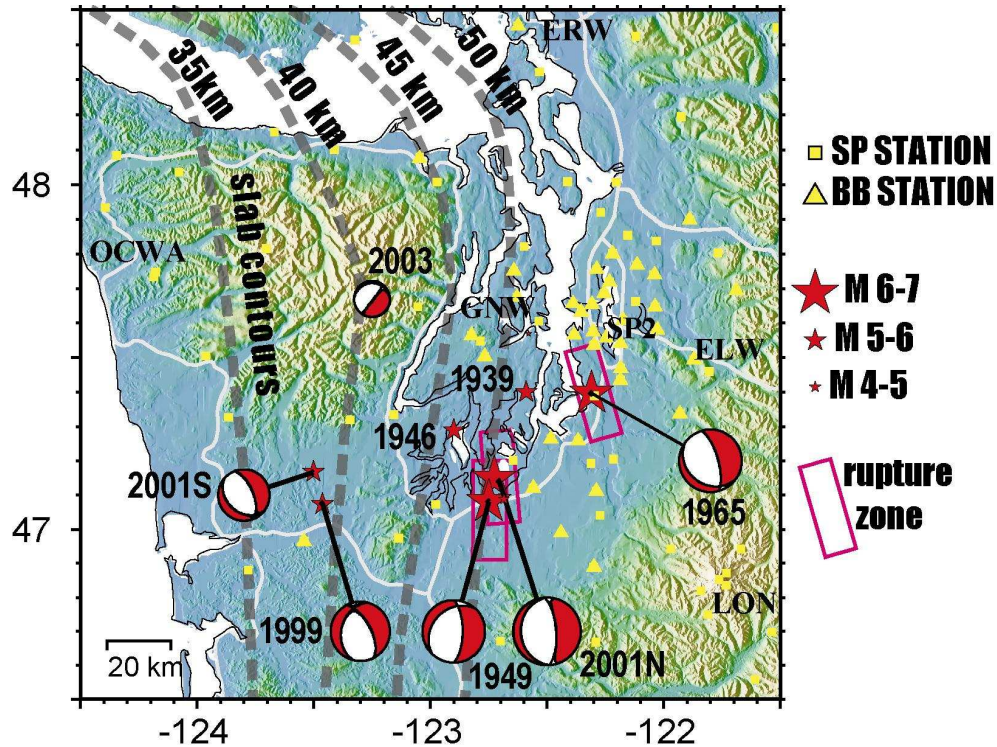 35km
40 km
45 km
50 km
ERW
48
slab contours
OCWA
2003
GNW
SP2
ELW
1939
1946
2001S
1965
47
1999
1949
2001N
LON
20 km
-124
-123
-122
SP STATION
BB STATION
M 6-7
M 5-6
M 4-5
rupture
zone